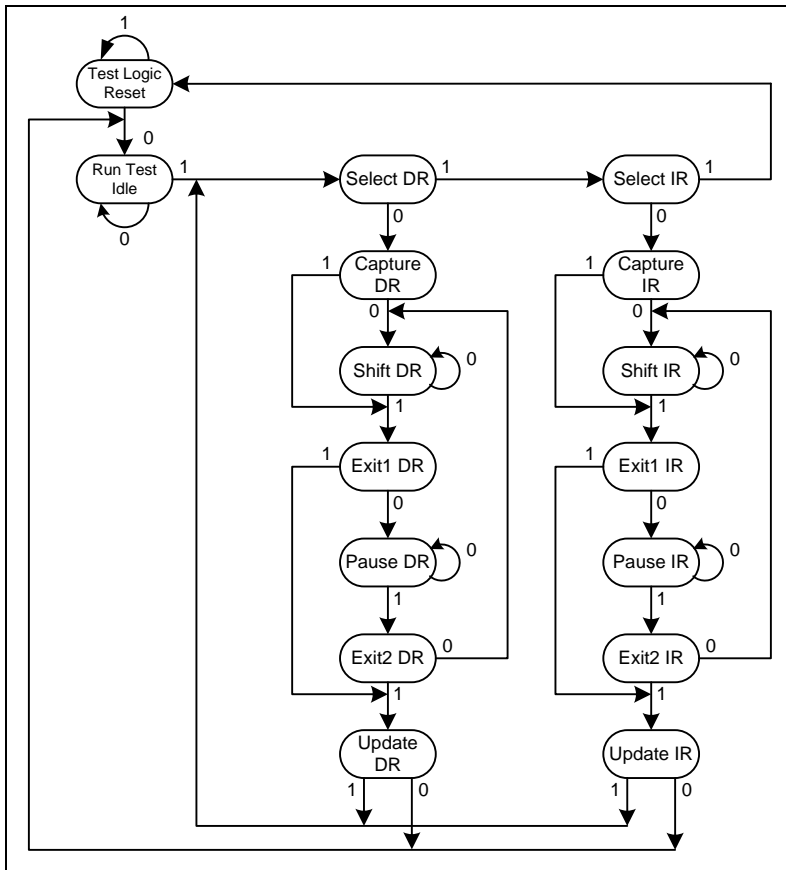 1
Test Logic
Reset
0
Run Test
Idle
1
0
Select DR
1
Select IR
1
0
0
Capture
DR
1
0
Capture
IR
1
0
Shift DR
0
Shift IR
0
1
1
Exit1 DR
1
Exit1 IR
1
0
0
Pause DR
0
Pause IR
0
1
1
Exit2 DR
0
Exit2 IR
0
1
1
Update
DR
Update IR
1
0
1
0